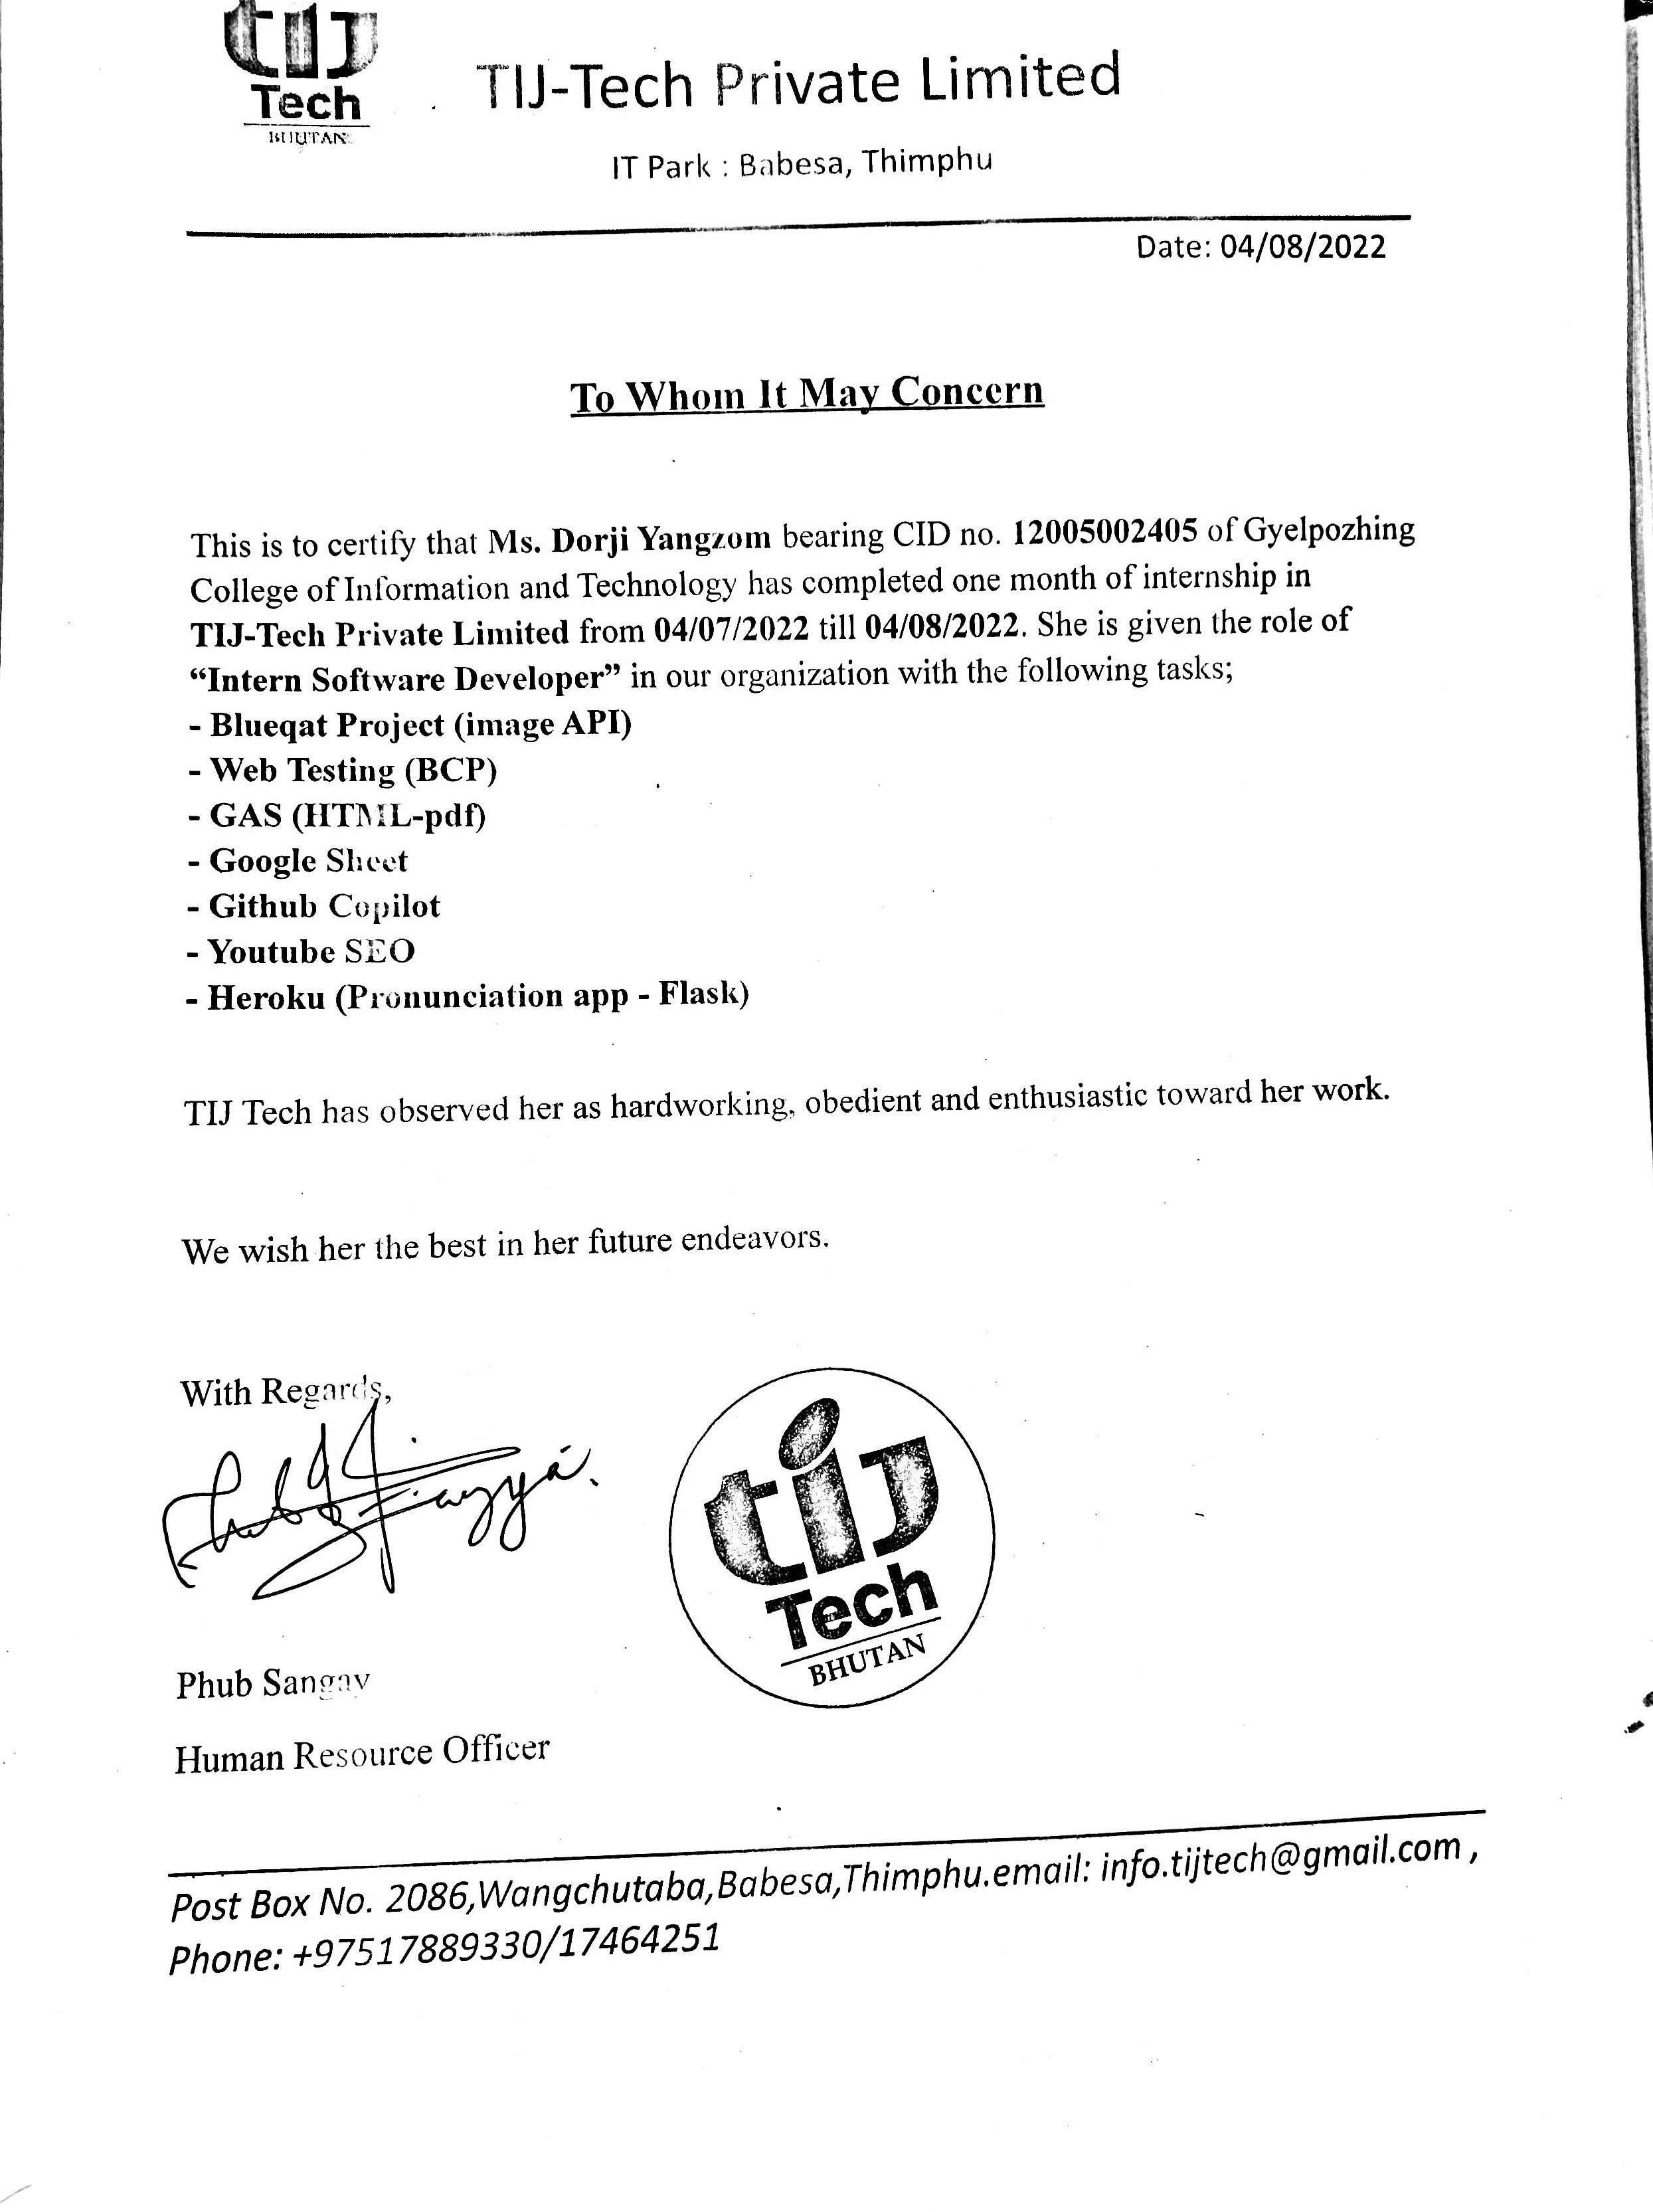 tij
Tech
BHUTAN
TIJ-Tech Private Limited
IT Park : Babesa, Thimphu
Date: 04/08/2022
To Whom It May Concern
This is to certify that Ms. Dorji Yangzom bearing CID no. 12005002405 of Gyelpozhing
College of Information and Technology has completed one month of internship in
TIJ-Tech Private Limited from 04/07/2022 till 04/08/2022. She is given the role of
“Intern Software Developer” in our organization with the following tasks;
- Blueqat Project (image API)
- Web Testing (BCP)
- GAS (HTML-pdf)
- Google Sheet
- Github Copilot
- Youtube SEO
- Heroku (Pronunciation app - Flask)
TIJ Tech has observed her as hardworking, obedient and enthusiastic toward her work.
We wish her the best in her future endeavors.
With Regards,
tij
Tech
BHUTAN
Phub Sangay
Human Resource Officer
Post Box No. 2086,Wangchutaba,Babesa,Thimphu.email: info.tijtech@gmail.com ,
Phone: +97517889330/17464251